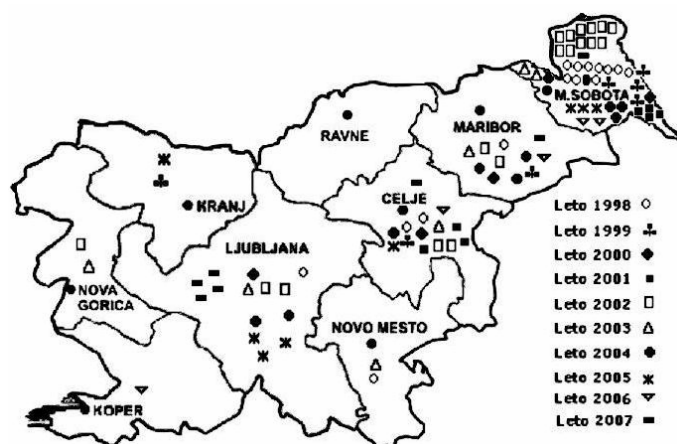 M.SOBOTA
MARIBOR
RAVNE
CELJE
KRANJ
LJUBLJANA
NOVA
GORICA
NOVO MESTO
KOPER
Leto 1998
Leto 1999
Leto 2000
Leto 2001
Leto 2002
Leto 2003
Leto 2004
Leto 2005
Leto 2006
Leto 2007